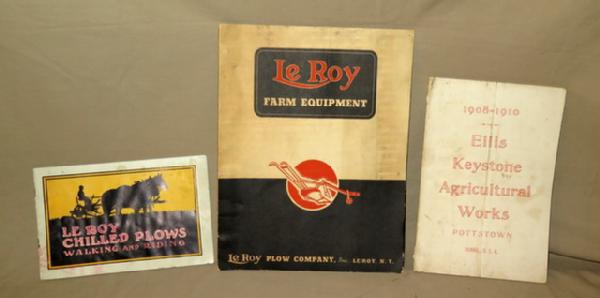 LE ROY
CHILLED PLOWS
WALKING AND RIDING
Le Roy
FARM EQUIPMENT
Le Roy PLOW COMPANY, Inc. LEROY, N. Y.
1908-1910
Ellis
Keystone
Agricultural
Works
POTTSTOWN
PENNA., U.S.A.